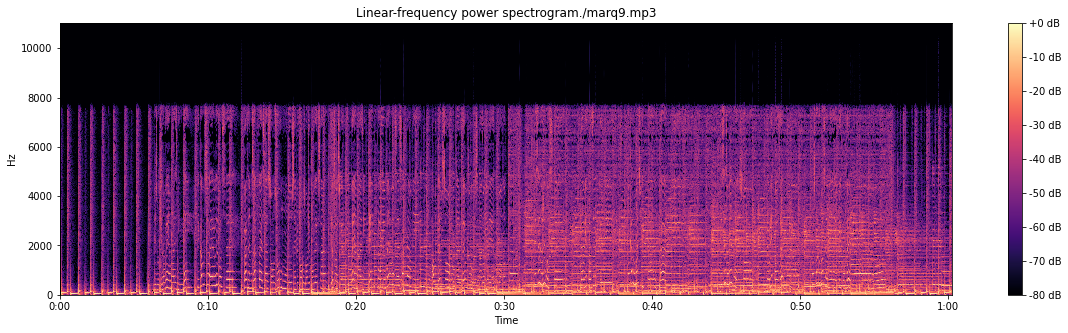 Linear-frequency power spectrogram./marq9.mp3
10000
8000
6000
4000
2000
0
Hz
0:00
0:10
0:20
0:30
0:40
0:50
1:00
Time
+0 dB
-10 dB
-20 dB
-30 dB
-40 dB
-50 dB
-60 dB
-70 dB
-80 dB